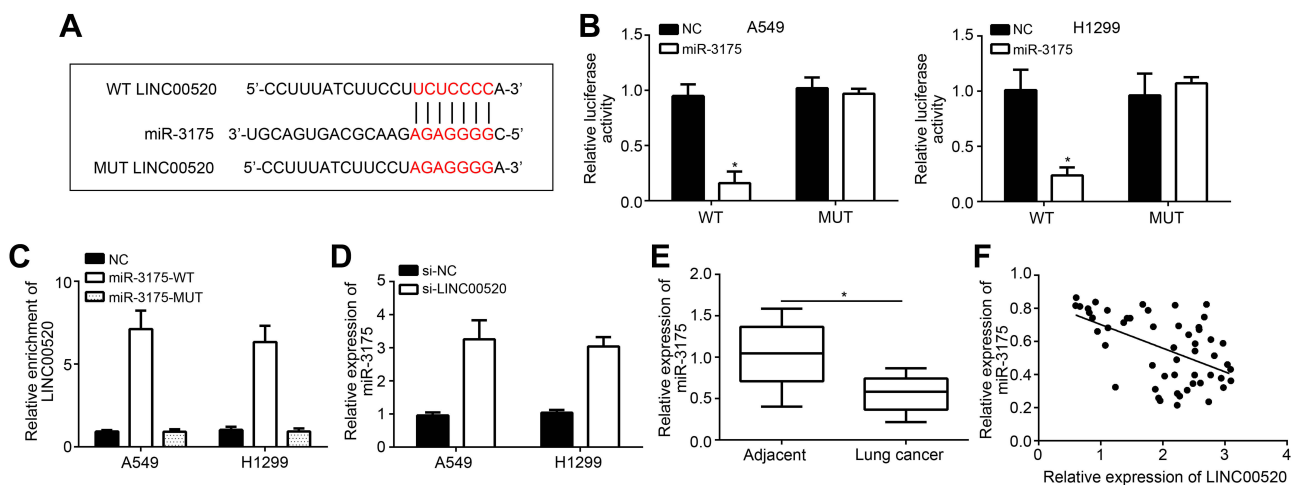 A
WT LINC00520 5'-CCUUUAUCUUCCUUCUCCCCA-3'
miR-3175 3'-UGCAGUGACGCAAGAGAGGGGC-5'
MUT LINC00520 5'-CCUUUAUCUUCCUAGAGGGGA-3'
B
NC
miR-3175
A549
Relative luciferase
activity
1.5
1.0
0.5
0.0
*
WT
MUT
NC
miR-3175
H1299
Relative luciferase
activity
1.5
1.0
0.5
0.0
*
WT
MUT
C
NC
miR-3175-WT
miR-3175-MUT
Relative enrichment of
LINC00520
10
5
0
A549
H1299
D
si-NC
si-LINC00520
Relative expression of
miR-3175
5
4
3
2
1
0
A549
H1299
E
Relative expression of
miR-3175
2.0
1.5
1.0
0.5
0.0
*
Adjacent
Lung cancer
F
Relative expression of
miR-3175
1.0
0.8
0.6
0.4
0.2
0.0
0
1
2
3
4
Relative expression of LINC00520